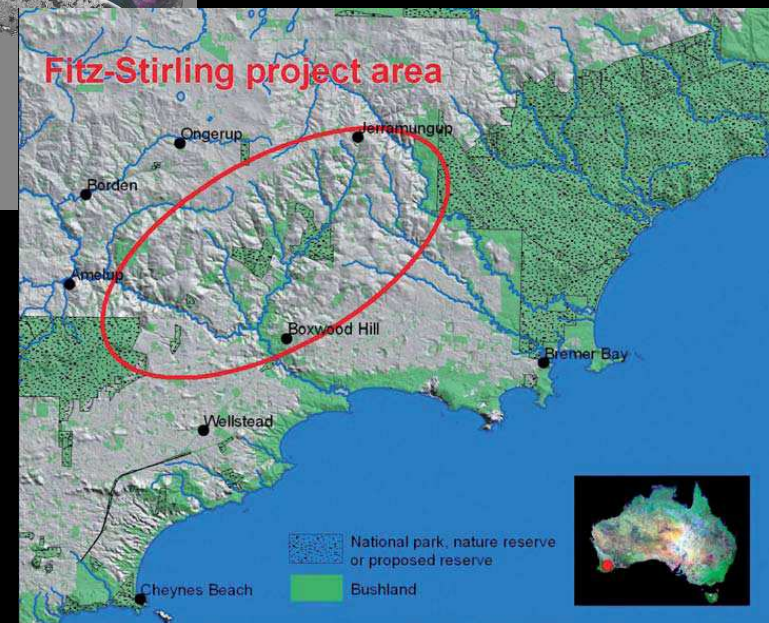 Fitz-Stirling project area
Jerramungup
Ongerup
Borden
Amelup
Boxwood Hill
Bremer Bay
Wellstead
National park, nature reserve
or proposed reserve
Cheynes Beach
Bushland